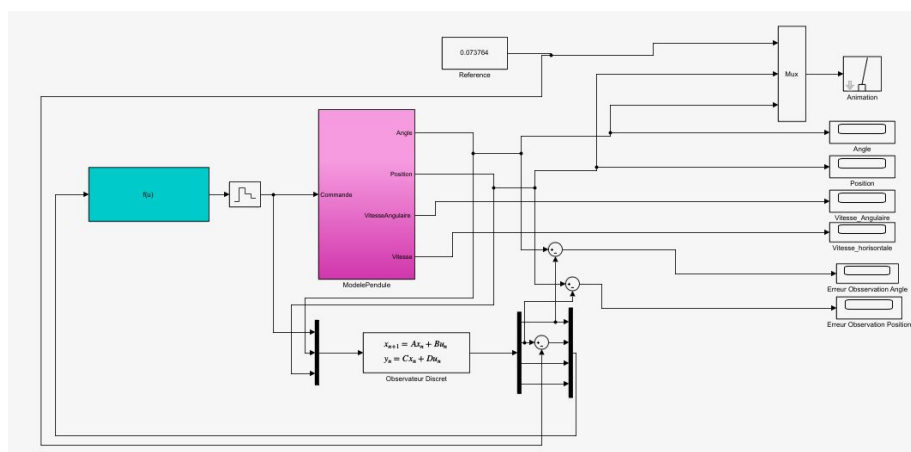 0.073764
Reference
Mux
Animation
Angle
Angle
Position
Position
f(u)
Commande
VitesseAngulaire
Vitesse_Angulaire
Vitesse
Vitesse_horisontale
ModelePendule
Erreur Obsservation Angle
Erreur Observation Position
x_{n+1} = Ax_n + Bu_n
y_n = Cx_n + Du_n
Observateur Discret